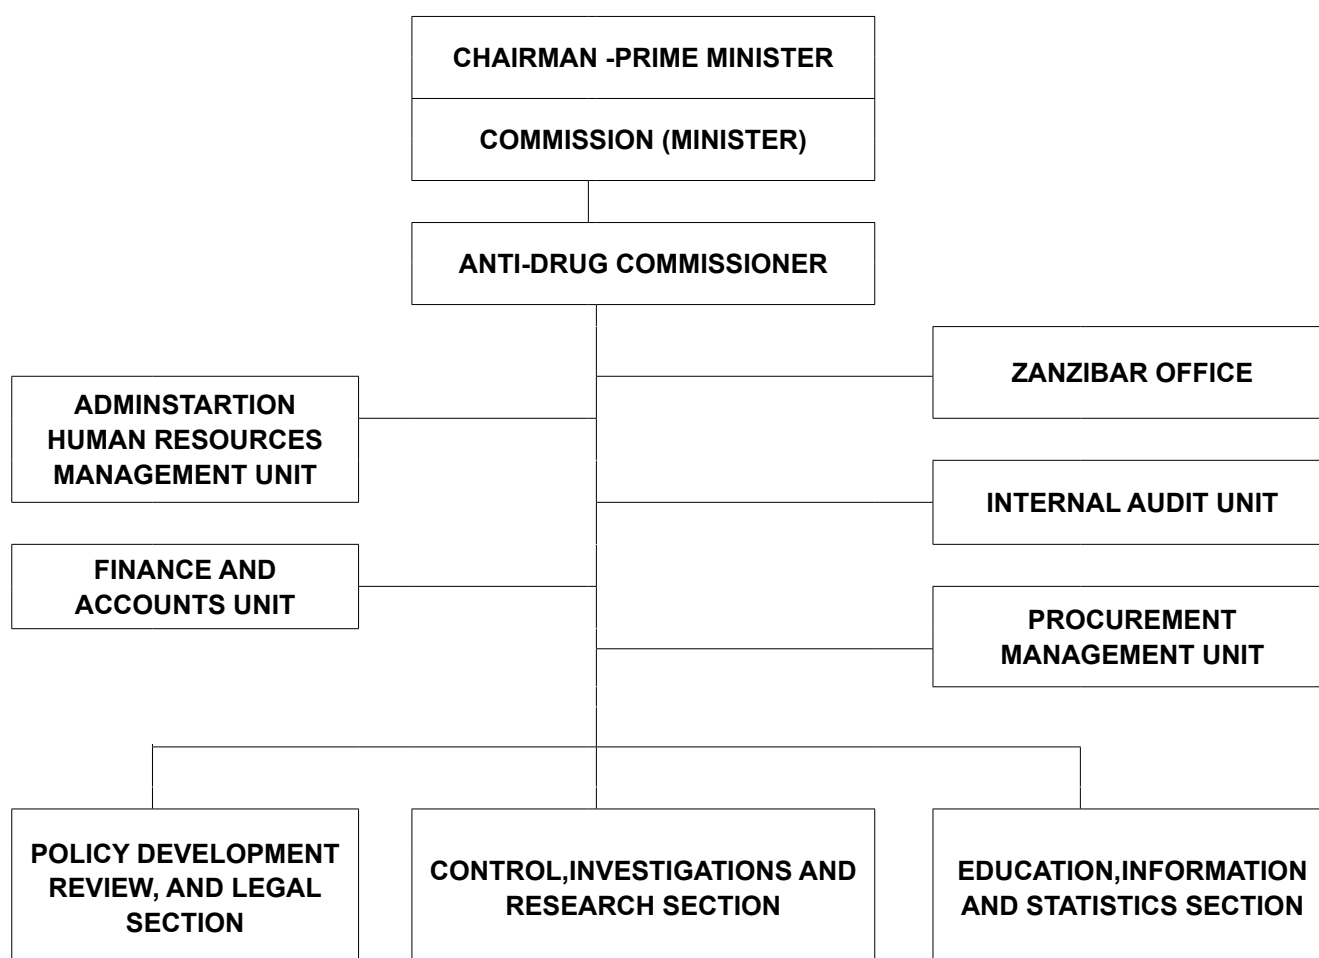 CHAIRMAN -PRIME MINISTER
COMMISSION (MINISTER)
ANTI-DRUG COMMISSIONER
ZANZIBAR OFFICE
ADMINSTARTION
HUMAN RESOURCES
MANAGEMENT UNIT
INTERNAL AUDIT UNIT
FINANCE AND
ACCOUNTS UNIT
PROCUREMENT
MANAGEMENT UNIT
POLICY DEVELOPMENT
REVIEW, AND LEGAL
SECTION
CONTROL,INVESTIGATIONS AND
RESEARCH SECTION
EDUCATION,INFORMATION
AND STATISTICS SECTION